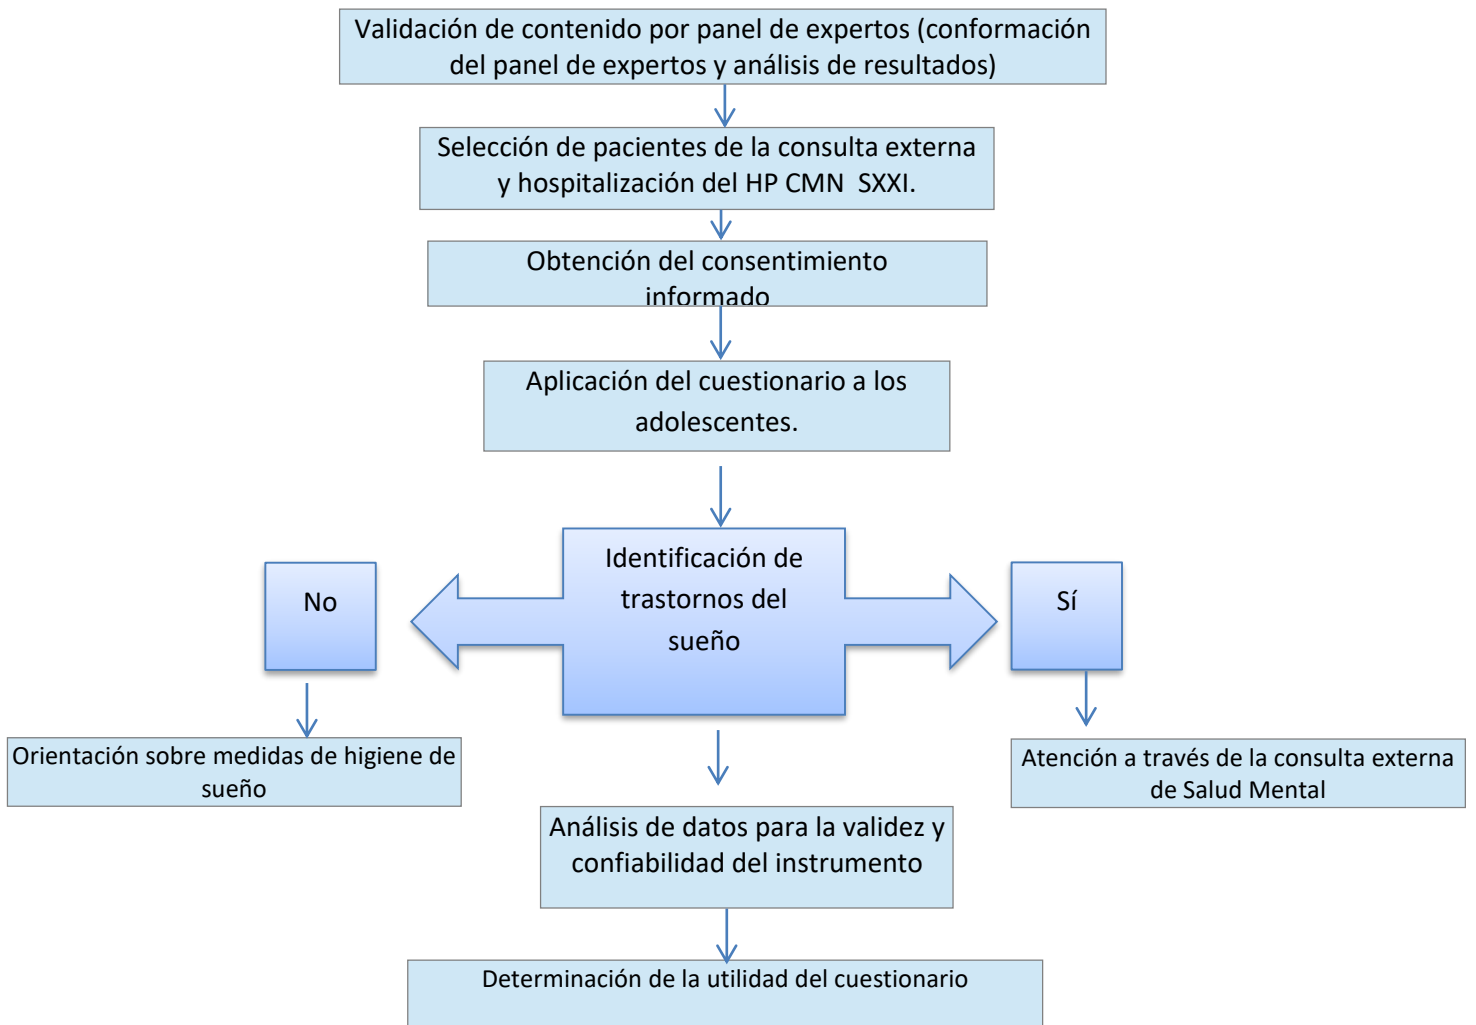 Validación de contenido por panel de expertos (conformación
del panel de expertos y análisis de resultados)
Selección de pacientes de la consulta externa
y hospitalización del HP CMN  SXXI.
Obtención del consentimiento
informado
Aplicación del cuestionario a los
adolescentes.
Identificación de
trastornos del
sueño
No
Sí
Orientación sobre medidas de higiene de
sueño
Atención a través de la consulta externa
de Salud Mental
Análisis de datos para la validez y
confiabilidad del instrumento
Determinación de la utilidad del cuestionario